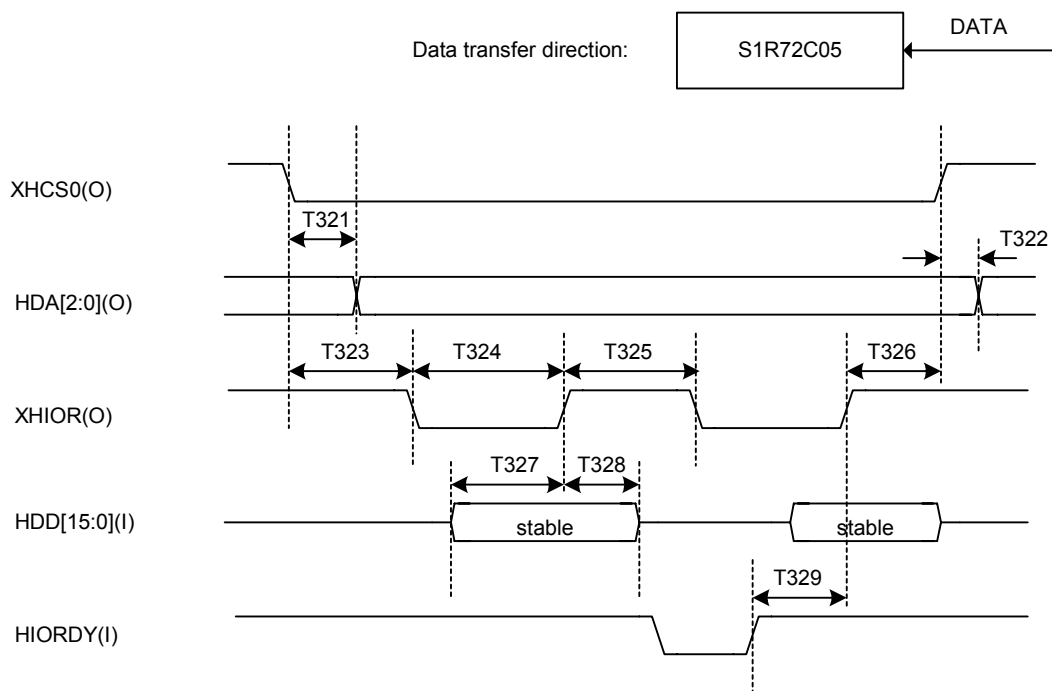 DATA
Data transfer direction: S1R72C05
XHCS0(O)
T321
T322
HDA[2:0](O)
T323 T324 T325 T326
XHIOR(O)
T327 T328
HDD[15:0](I)
stable stable
T329
HIORDY(I)